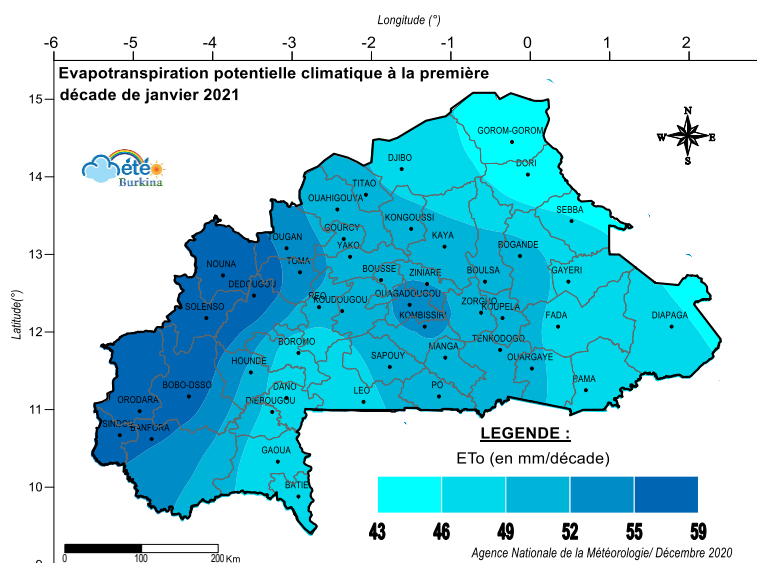 Longitude (°)
-6 -5 -4 -3 -2 -1 0 1 2
Evapotranspiration potentielle climatique à la première
décade de janvier 2021
15
GOROM-GOROM
N
W E
S
DJIBO
DORI
été
Burkina
14
TITAO
OUAHIGOUYA
SEBBA
KONGOUSSI
GOURCY
KAYA
TOUGAN
YAKO
BOGANDE
13
NOUNA
TOMA
BOUSSE
ZINIARE
BOULSA
GAYERI
DEDOUGOU
REO
OUAGADOUGOU
SOLENSO
KOUDOUGOU
ZORGHO
KOUPELA
KOMBISSIRI
FADA
DIAPAGA
12
Latitude(°)
BOROMO
TENKODOGO
MANGA
HOUNDE
SAPOUY
OUARGAYE
BOBO-DSSO
DANO
LEO
PO
PAMA
ORODARA
DIEBOUGOU
11
SINDOU
BANFORA
LEGENDE :
GAOUA
ETo (en mm/décade)
10
BATIE
43 46 49 52 55 59
0 100 200 Km
Agence Nationale de la Météorologie/ Décembre 2020